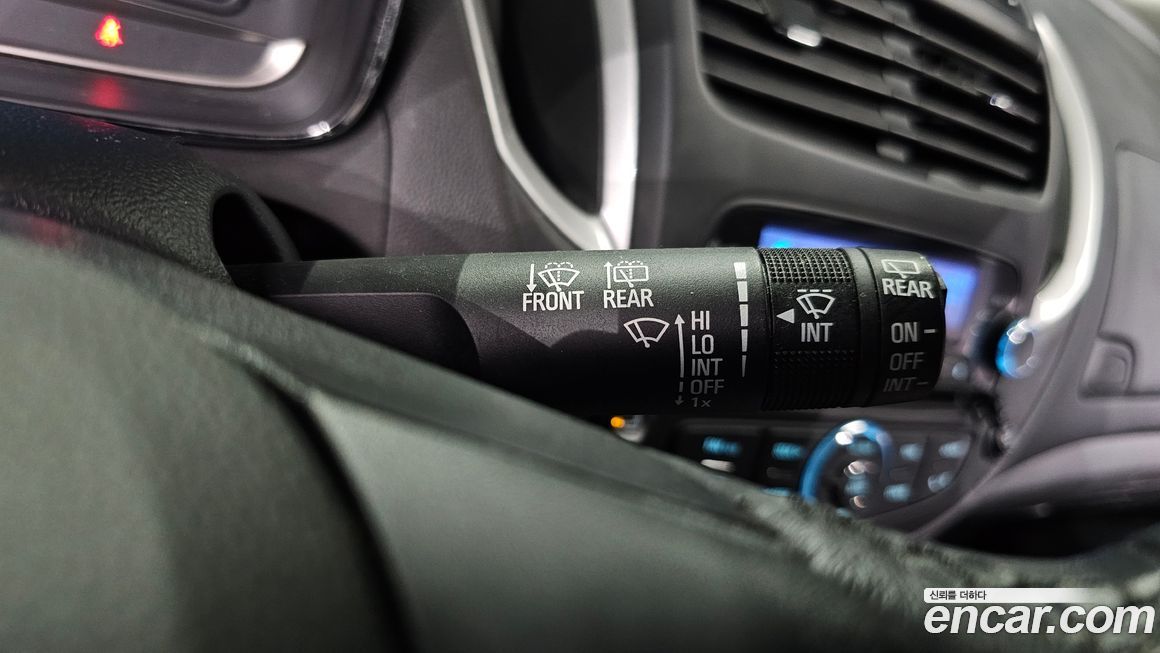 FRONT
REAR
HI
LO
INT
OFF
1x
INT
REAR
ON
OFF
INT
신뢰를 더하다
encar.com